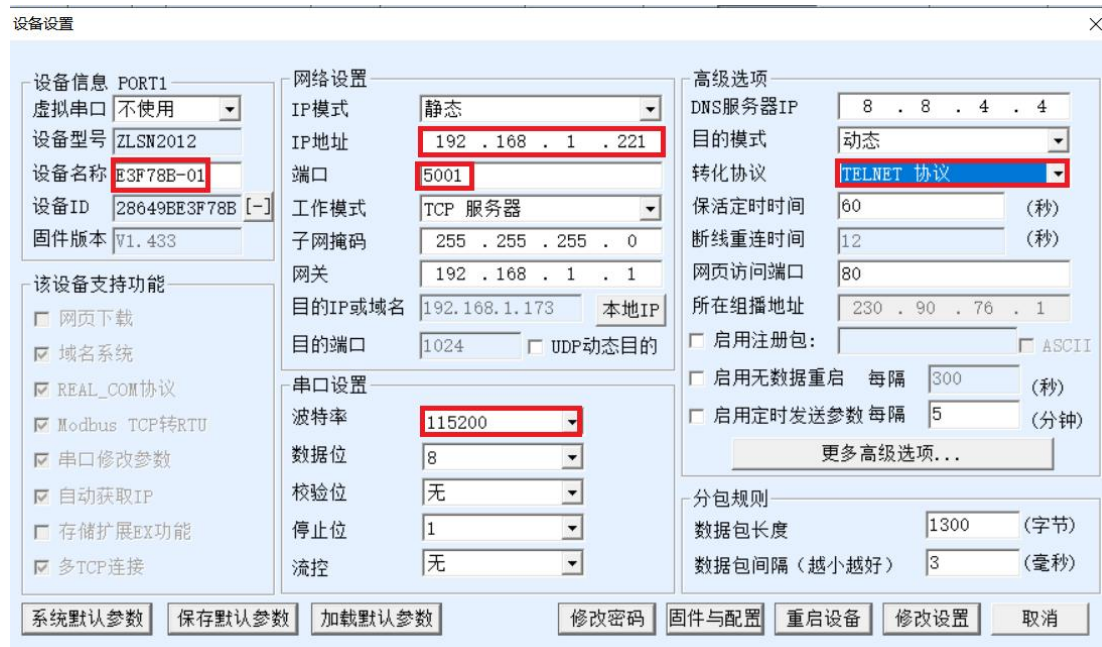 设备设置
设备信息 PORT1
虚拟串口 不使用
设备型号 ZLSN2012
设备名称 E3F78B-01
设备ID 28649BE3F78B [-]
固件版本 V1.433
该设备支持功能
网页下载
域名系统
REAL_COM协议
Modbus TCP转RTU
串口修改参数
自动获取IP
存储扩展EX功能
多TCP连接
网络设置
IP模式 静态
IP地址 192 . 168 . 1 . 221
端口 5001
工作模式 TCP 服务器
子网掩码 255 . 255 . 255 . 0
网关 192 . 168 . 1 . 1
目的IP或域名 192.168.1.173 本地IP
目的端口 1024 UDP动态目的
串口设置
波特率 115200
数据位 8
校验位 无
停止位 1
流控 无
高级选项
DNS服务器IP 8 . 8 . 4 . 4
目的模式 动态
转化协议 TELNET 协议
保活定时时间 60 (秒)
断线重连时间 12 (秒)
网页访问端口 80
所在组播地址 230 . 90 . 76 . 1
启用注册包: ASCII
启用无数据重启 每隔 300 (秒)
启用定时发送参数 每隔 5 (分钟)
更多高级选项...
分包规则
数据包长度 1300 (字节)
数据包间隔（越小越好） 3 (毫秒)
系统默认参数 保存默认参数 加载默认参数 修改密码 固件与配置 重启设备 修改设置 取消